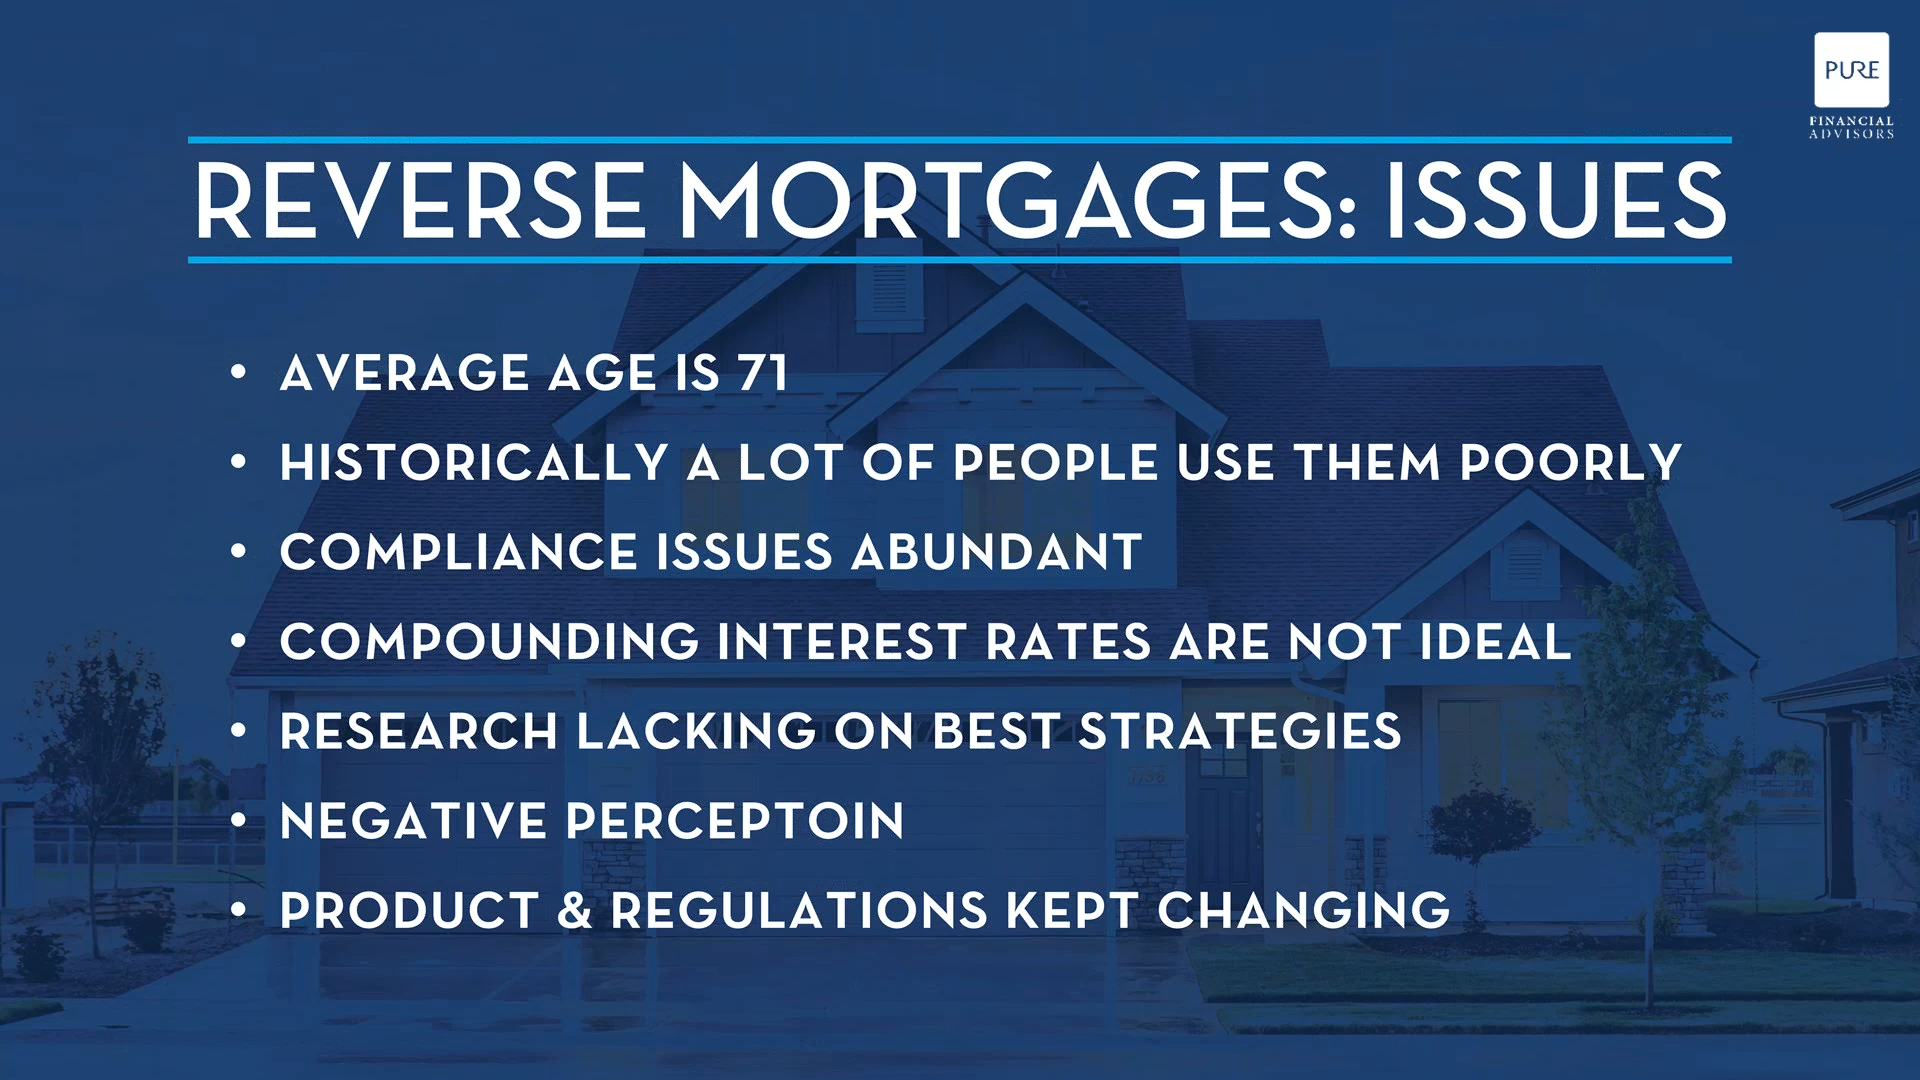 PURE
FINANCIAL
ADVISORS
REVERSE MORTGAGES: ISSUES
• AVERAGE AGE IS 71
• HISTORICALLY A LOT OF PEOPLE USE THEM POORLY
• COMPLIANCE ISSUES ABUNDANT
• COMPOUNDING INTEREST RATES ARE NOT IDEAL
• RESEARCH LACKING ON BEST STRATEGIES
• NEGATIVE PERCEPTOIN
• PRODUCT & REGULATIONS KEPT CHANGING